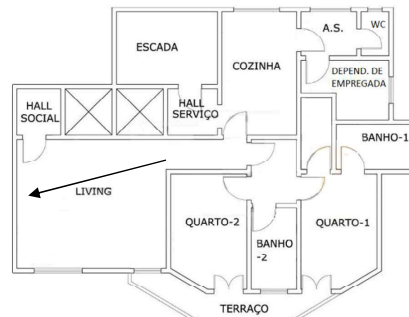 A.S.
WC
ESCADA
COZINHA
DEPEND. DE
EMPREGADA
HALL
SOCIAL
HALL
SERVIÇO
BANHO-1
LIVING
QUARTO-2
BANHO
-2
QUARTO-1
TERRAÇO